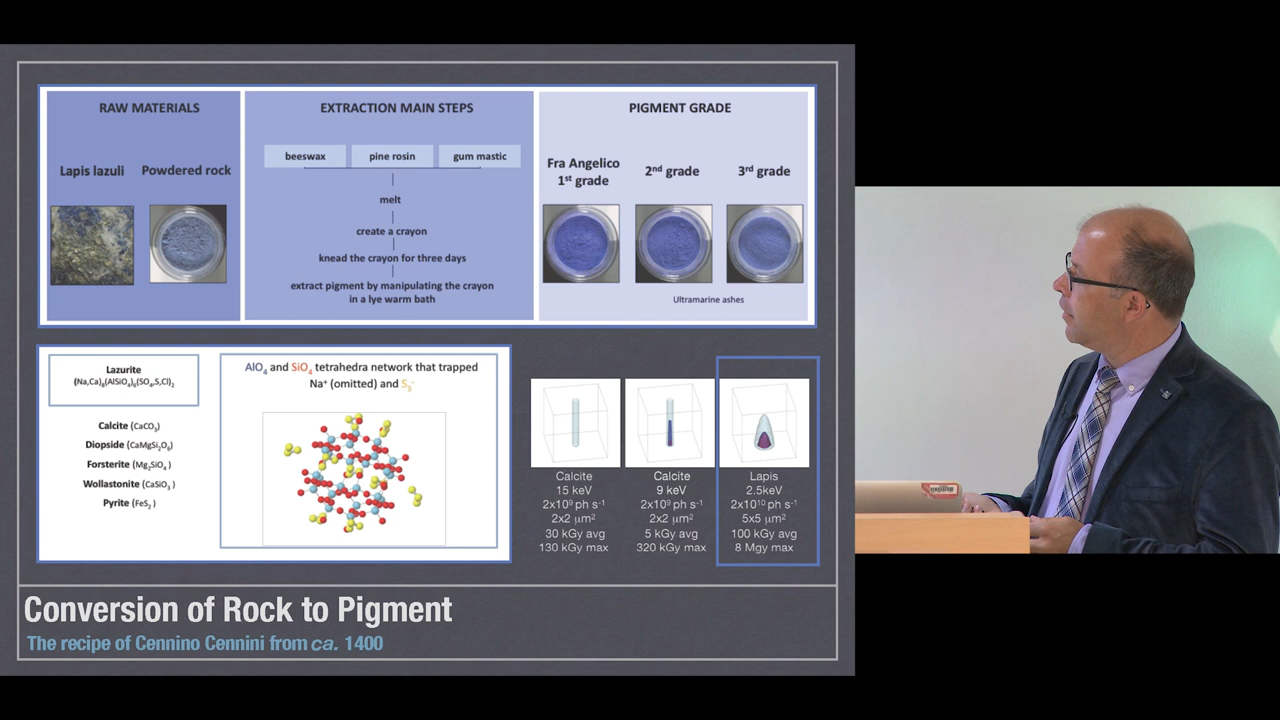 RAW MATERIALS
Lapis lazuli
Powdered rock
EXTRACTION MAIN STEPS
beeswax
pine rosin
gum mastic
melt
create a crayon
knead the crayon for three days
extract pigment by manipulating the crayon
in a lye warm bath
PIGMENT GRADE
Fra Angelico
1st grade
2nd grade
3rd grade
Ultramarine ashes
Lazurite
(Na,Ca)8(AlSiO4)6(SO4,S,Cl)2
Calcite (CaCO3)
Diopside (CaMgSi2O6)
Forsterite (Mg2SiO4)
Wollastonite (CaSiO3)
Pyrite (FeS2)
AlO4 and SiO4 tetrahedra network that trapped
Na+ (omitted) and S3-
Calcite
15 keV
2x10⁹ ph s⁻¹
2x2 µm²
30 kGy avg
130 kGy max
Calcite
9 keV
2x10⁹ ph s⁻¹
2x2 µm²
5 kGy avg
320 kGy max
Lapis
2.5keV
2x10¹⁰ ph s⁻¹
5x5 µm²
100 kGy avg
8 Mgy max
Conversion of Rock to Pigment
The recipe of Cennino Cennini from ca. 1400